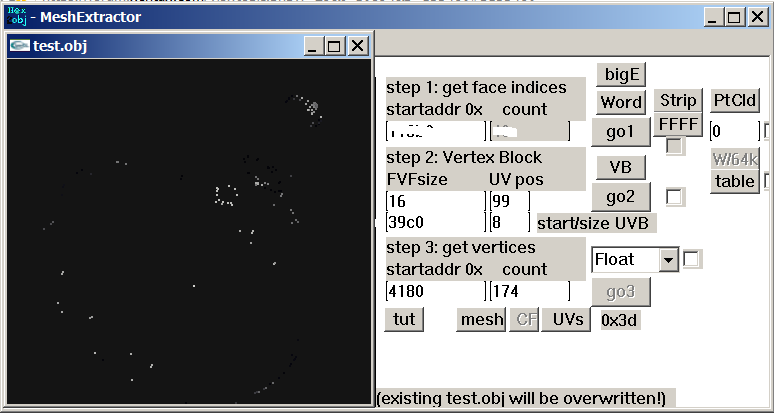 Hex
obj - MeshExtractor
test.obj
step 1: get face indices
startaddr 0x count
bigE
Word
go1
Strip
FFFF
PtCld
0
step 2: Vertex Block
FVFsize UV pos
16 99
39c0 8 start/size UVB
VB
go2
W/64k
table
step 3: get vertices
startaddr 0x count
4180 174
Float
go3
tut mesh CF UVs 0x3d
(existing test.obj will be overwritten!)